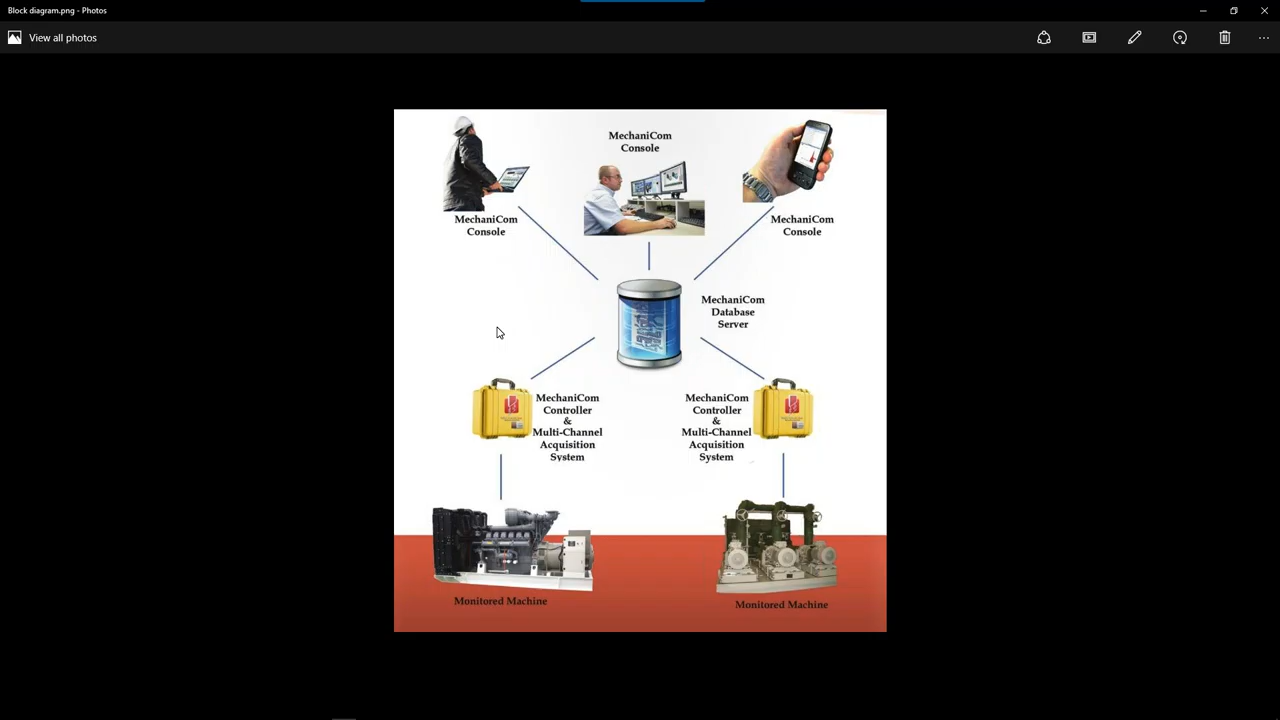 Block diagram.png - Photos
View all photos
MechaniCom
Console
MechaniCom
Console
MechaniCom
Console
MechaniCom
Database
Server
MechaniCom
Controller
&
Multi-Channel
Acquisition
System
MechaniCom
Controller
&
Multi-Channel
Acquisition
System
Monitored Machine
Monitored Machine